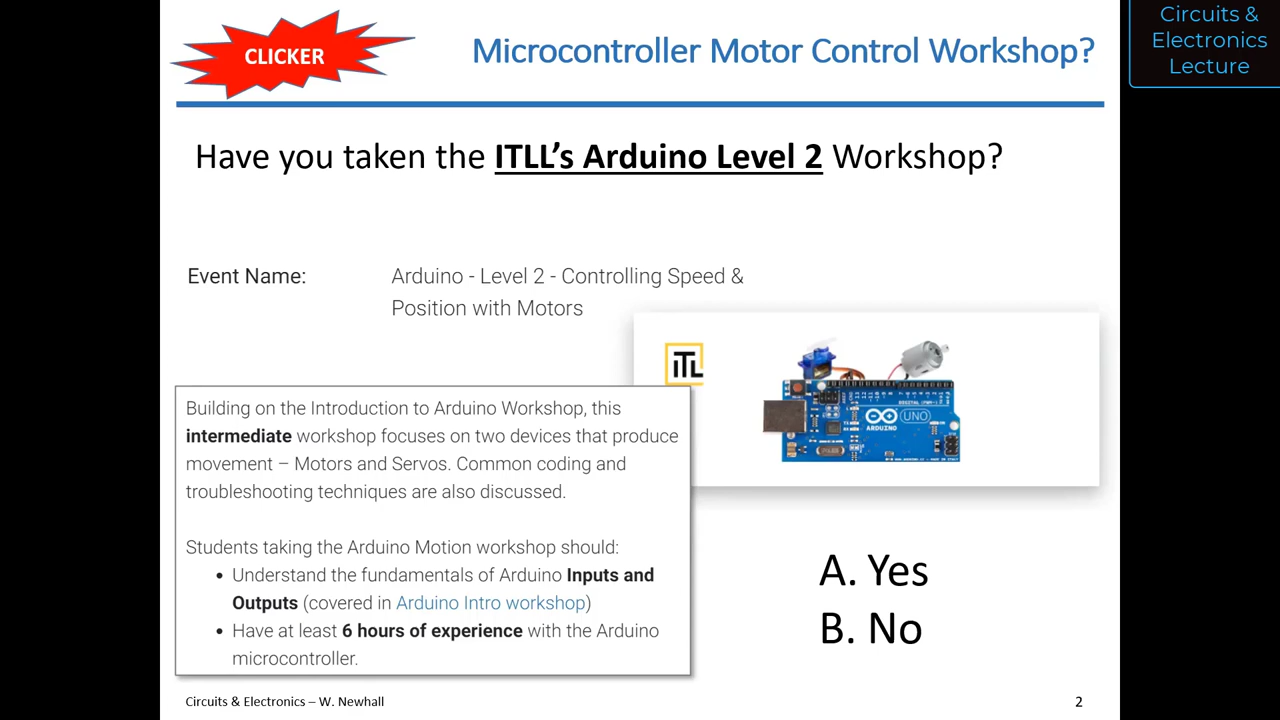 CLICKER
Microcontroller Motor Control Workshop?
Circuits &
Electronics
Lecture
Have you taken the ITLL’s Arduino Level 2 Workshop?
Event Name: Arduino - Level 2 - Controlling Speed &
Position with Motors
ITL
ARDUINO
UNO
Building on the Introduction to Arduino Workshop, this
intermediate workshop focuses on two devices that produce
movement – Motors and Servos. Common coding and
troubleshooting techniques are also discussed.
Students taking the Arduino Motion workshop should:
• Understand the fundamentals of Arduino Inputs and
Outputs (covered in Arduino Intro workshop)
• Have at least 6 hours of experience with the Arduino
microcontroller.
A. Yes
B. No
Circuits & Electronics – W. Newhall
2